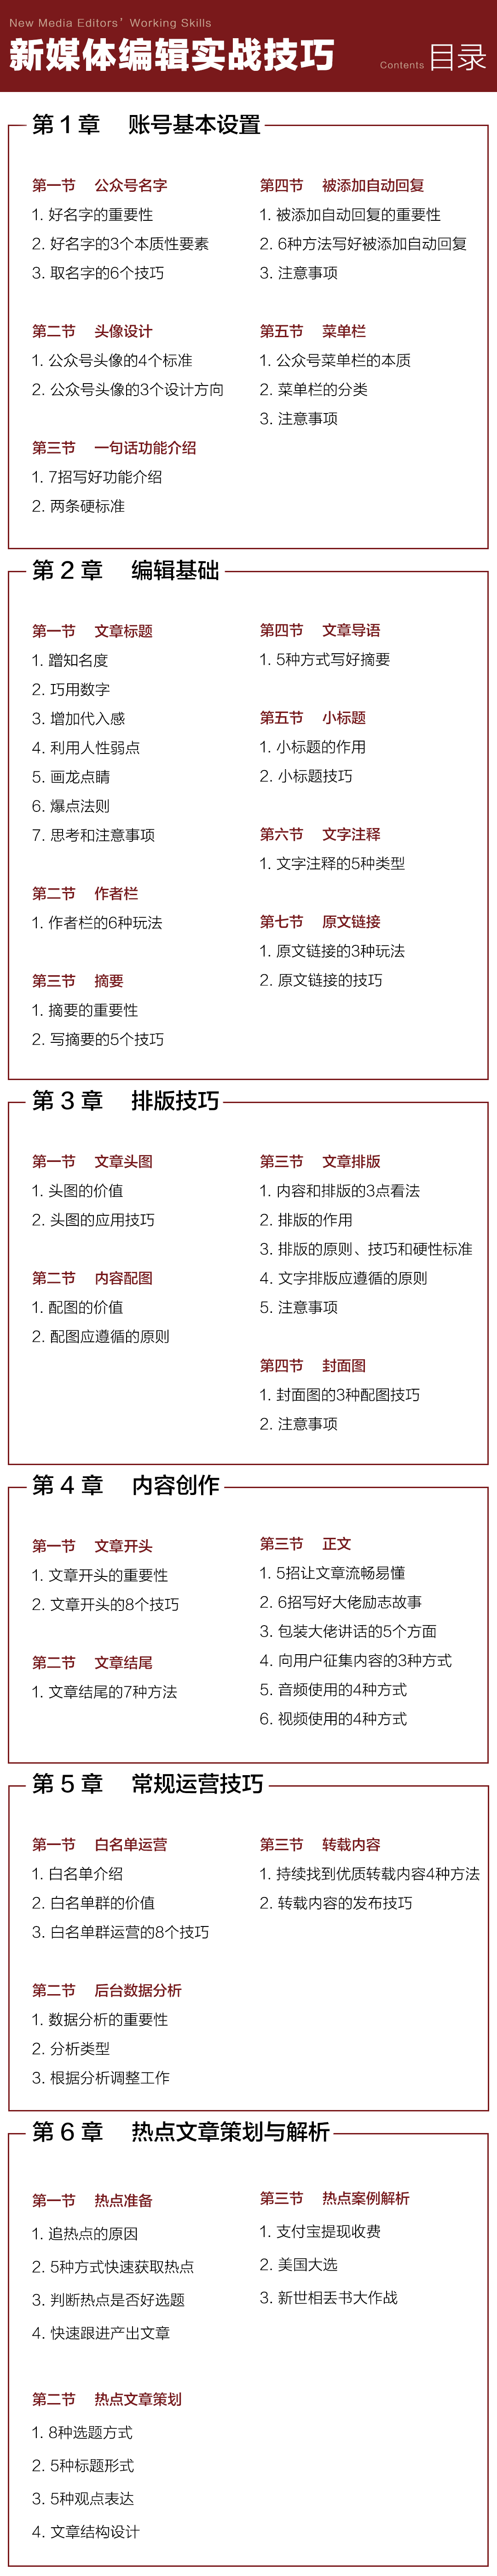 New Media Editors’ Working Skills
新媒体编辑实战技巧
Contents 目录
第 1 章 账号基本设置
第一节 公众号名字
1. 好名字的重要性
2. 好名字的3个本质性要素
3. 取名字的6个技巧
第二节 头像设计
1. 公众号头像的4个标准
2. 公众号头像的3个设计方向
第三节 一句话功能介绍
1. 7招写好功能介绍
2. 两条硬标准
第四节 被添加自动回复
1. 被添加自动回复的重要性
2. 6种方法写好被添加自动回复
3. 注意事项
第五节 菜单栏
1. 公众号菜单栏的本质
2. 菜单栏的分类
3. 注意事项
第 2 章 编辑基础
第一节 文章标题
1. 蹭知名度
2. 巧用数字
3. 增加代入感
4. 利用人性弱点
5. 画龙点睛
6. 爆点法则
7. 思考和注意事项
第二节 作者栏
1. 作者栏的6种玩法
第三节 摘要
1. 摘要的重要性
2. 写摘要的5个技巧
第四节 文章导语
1. 5种方式写好摘要
第五节 小标题
1. 小标题的作用
2. 小标题技巧
第六节 文字注释
1. 文字注释的5种类型
第七节 原文链接
1. 原文链接的3种玩法
2. 原文链接的技巧
第 3 章 排版技巧
第一节 文章头图
1. 头图的价值
2. 头图的应用技巧
第二节 内容配图
1. 配图的价值
2. 配图应遵循的原则
第三节 文章排版
1. 内容和排版的3点看法
2. 排版的作用
3. 排版的原则、技巧和硬性标准
4. 文字排版应遵循的原则
5. 注意事项
第四节 封面图
1. 封面图的3种配图技巧
2. 注意事项
第 4 章 内容创作
第一节 文章开头
1. 文章开头的重要性
2. 文章开头的8个技巧
第二节 文章结尾
1. 文章结尾的7种方法
第三节 正文
1. 5招让文章流畅易懂
2. 6招写好大佬励志故事
3. 包装大佬讲话的5个方面
4. 向用户征集内容的3种方式
5. 音频使用的4种方式
6. 视频使用的4种方式
第 5 章 常规运营技巧
第一节 白名单运营
1. 白名单介绍
2. 白名单群的价值
3. 白名单群运营的8个技巧
第二节 后台数据分析
1. 数据分析的重要性
2. 分析类型
3. 根据分析调整工作
第三节 转载内容
1. 持续找到优质转载内容4种方法
2. 转载内容的发布技巧
第 6 章 热点文章策划与解析
第一节 热点准备
1. 追热点的原因
2. 5种方式快速获取热点
3. 判断热点是否好选题
4. 快速跟进产出文章
第二节 热点文章策划
1. 8种选题方式
2. 5种标题形式
3. 5种观点表达
4. 文章结构设计
第三节 热点案例解析
1. 支付宝提现收费
2. 美国大选
3. 新世相丢书大作战